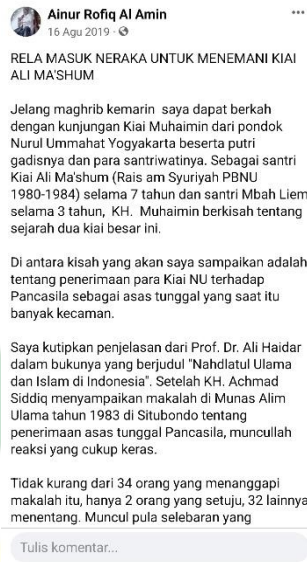 Ainur Rofiq Al Amin
16 Agu 2019 ·
RELA MASUK NERAKA UNTUK MENEMANI KIAI
ALI MA'SHUM
Jelang maghrib kemarin saya dapat berkah
dengan kunjungan Kiai Muhaimin dari pondok
Nurul Ummahat Yogyakarta beserta putri
gadisnya dan para santriwatinya. Sebagai santri
Kiai Ali Ma'shum (Rais am Syuriyah PBNU
1980-1984) selama 7 tahun dan santri Mbah Liem
selama 3 tahun, KH. Muhaimin berkisah tentang
sejarah dua kiai besar ini.
Di antara kisah yang akan saya sampaikan adalah
tentang penerimaan para Kiai NU terhadap
Pancasila sebagai asas tunggal yang saat itu
banyak kecaman.
Saya kutipkan penjelasan dari Prof. Dr. Ali Haidar
dalam bukunya yang berjudul "Nahdlatul Ulama
dan Islam di Indonesia". Setelah KH. Achmad
Siddiq menyampaikan makalah di Munas Alim
Ulama tahun 1983 di Situbondo tentang
penerimaan asas tunggal Pancasila, muncullah
reaksi yang cukup keras.
Tidak kurang dari 34 orang yang menanggapi
makalah itu, hanya 2 orang yang setuju, 32 lainnya
menentang. Muncul pula selebaran yang
Tulis komentar...